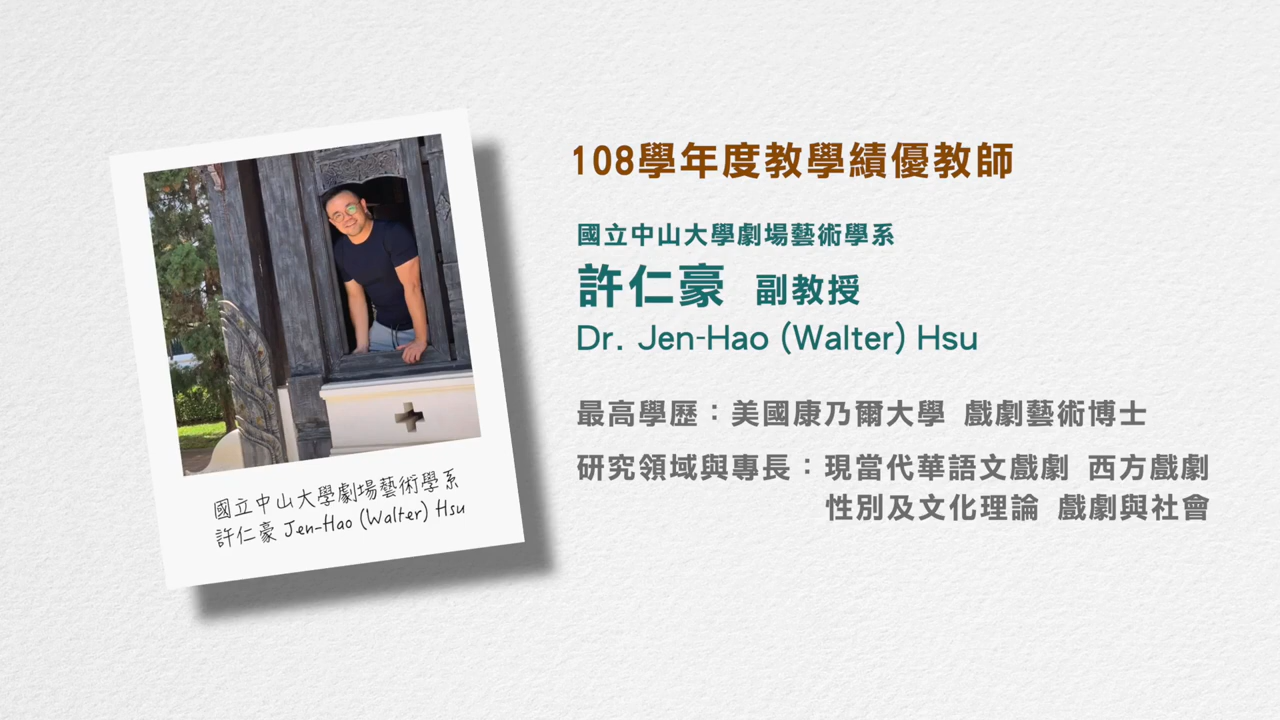 108學年度教學績優教師
國立中山大學劇場藝術學系
許仁豪 副教授
Dr. Jen-Hao (Walter) Hsu
最高學歷：美國康乃爾大學 戲劇藝術博士
研究領域與專長：現當代華語文戲劇 西方戲劇
性別及文化理論 戲劇與社會
國立中山大學劇場藝術學系
許仁豪 Jen-Hao (Walter) Hsu